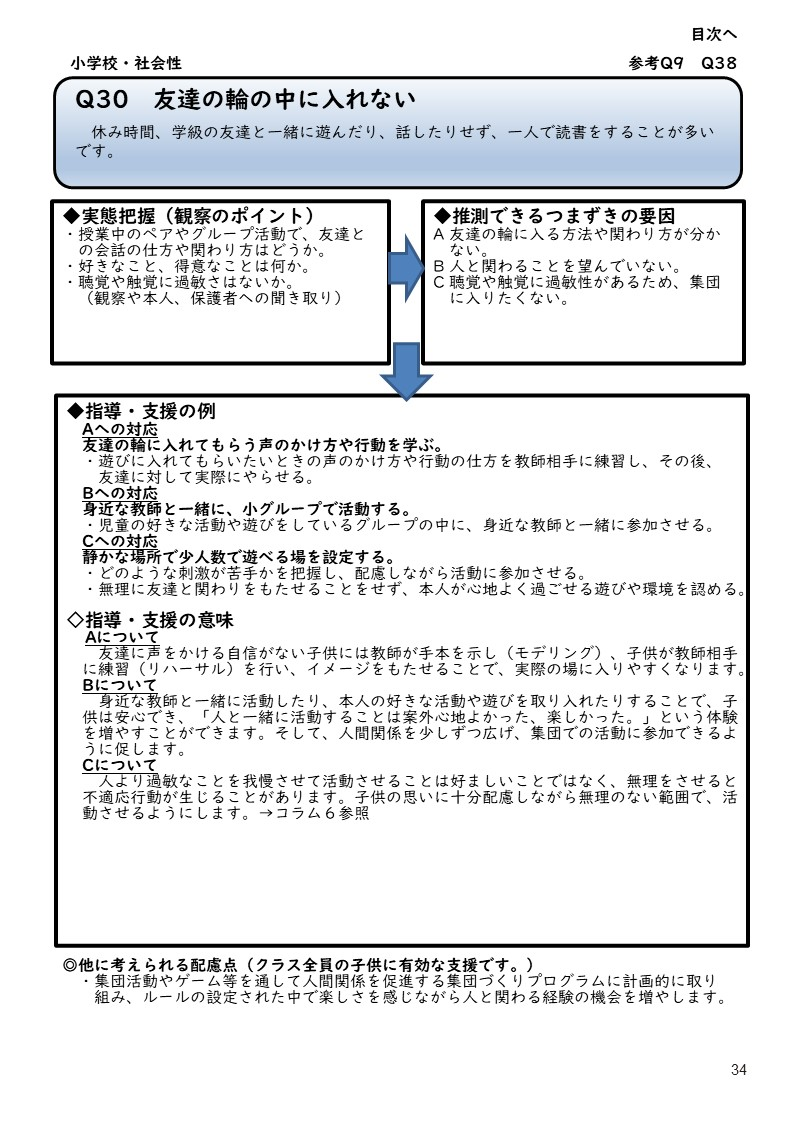 目次へ
小学校・社会性　参考Q9　Q38
Q30　友達の輪の中に入れない
　休み時間、学級の友達と一緒に遊んだり、話したりせず、一人で読書をすることが多い
です。
◆実態把握（観察のポイント）
・授業中のペアやグループ活動で、友達と
の会話の仕方や関わり方はどうか。
・好きなこと、得意なことは何か。
・聴覚や触覚に過敏さはないか。
（観察や本人、保護者への聞き取り）
◆推測できるつまずきの要因
A 友達の輪に入る方法や関わり方が分か
ない。
B 人と関わることを望んでいない。
C 聴覚や触覚に過敏性があるため、集団
に入りたくない。
◆指導・支援の例
Aへの対応
友達の輪に入れてもらう声のかけ方や行動を学ぶ。
・遊びに入れてもらいたいときの声のかけ方や行動の仕方を教師相手に練習し、その後、
友達に対して実際にやらせる。
Bへの対応
身近な教師と一緒に、小グループで活動する。
・児童の好きな活動や遊びをしているグループの中に、身近な教師と一緒に参加させる。
Cへの対応
静かな場所で少人数で遊べる場を設定する。
・どのような刺激が苦手かを把握し、配慮しながら活動に参加させる。
・無理に友達と関わりをもたせることをせず、本人が心地よく過ごせる遊びや環境を認める。
◇指導・支援の意味
Aについて
　友達に声をかける自信がない子供には教師が手本を示し（モデリング）、子供が教師相手
に練習（リハーサル）を行い、イメージをもたせることで、実際の場に入りやすくなります。
Bについて
　身近な教師と一緒に活動したり、本人の好きな活動や遊びを取り入れたりすることで、子
供は安心でき、「人と一緒に活動することは案外心地よかった、楽しかった。」という体験
を増やすことができます。そして、人間関係を少しずつ広げ、集団での活動に参加できるよ
うに促します。
Cについて
　人より過敏なことを我慢させて活動させることは好ましいことではなく、無理をさせると
不適応行動が生じることがあります。子供の思いに十分配慮しながら無理のない範囲で、活
動させるようにします。→コラム６参照
◎他に考えられる配慮点（クラス全員の子供に有効な支援です。）
・集団活動やゲーム等を通して人間関係を促進する集団づくりプログラムに計画的に取り
組み、ルールの設定された中で楽しさを感じながら人と関わる経験の機会を増やします。
34